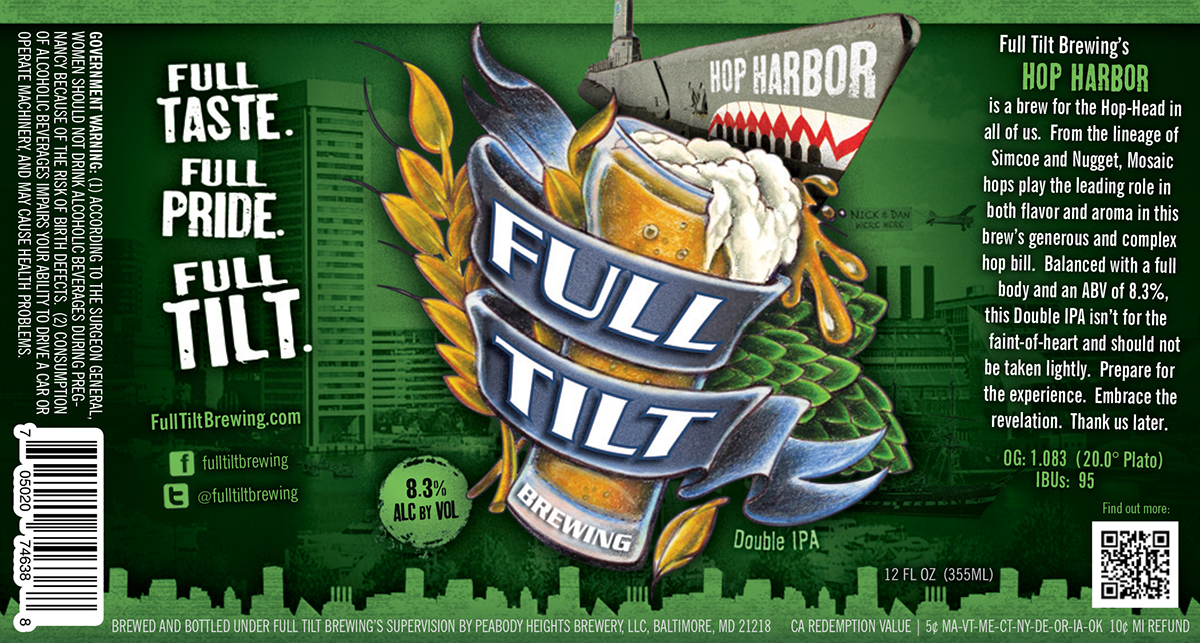 GOVERNMENT WARNING: (1) ACCORDING TO THE SURGEON GENERAL,
WOMEN SHOULD NOT DRINK ALCOHOLIC BEVERAGES DURING PREG-
NANCY BECAUSE OF THE RISK OF BIRTH DEFECTS. (2) CONSUMPTION
OF ALCOHOLIC BEVERAGES IMPAIRS YOUR ABILITY TO DRIVE A CAR OR
OPERATE MACHINERY, AND MAY CAUSE HEALTH PROBLEMS.
7 05020 74638 8
FULL
TASTE.
FULL
PRIDE.
FULL
TILT.
FullTiltBrewing.com
f fulltiltbrewing
t @fulltiltbrewing
8.3%
ALC BY VOL
HOP HARBOR
NICK & DAN
WERE HERE
FULL
TILT
BREWING
Double IPA
12 FL OZ (355ML)
Full Tilt Brewing's
HOP HARBOR
is a brew for the Hop-Head in
all of us. From the lineage of
Simcoe and Nugget, Mosaic
hops play the leading role in
both flavor and aroma in this
brew's generous and complex
hop bill. Balanced with a full
body and an ABV of 8.3%,
this Double IPA isn't for the
faint-of-heart and should not
be taken lightly. Prepare for
the experience. Embrace the
revelation. Thank us later.
OG: 1.083 (20.0° Plato)
IBUs: 95
Find out more:
BREWED AND BOTTLED UNDER FULL TILT BREWING'S SUPERVISION BY PEABODY HEIGHTS BREWERY, LLC, BALTIMORE, MD 21218 CA REDEMPTION VALUE | 5¢ MA-VT-ME-CT-NY-DE-OR-IA-OK 10¢ MI REFUND